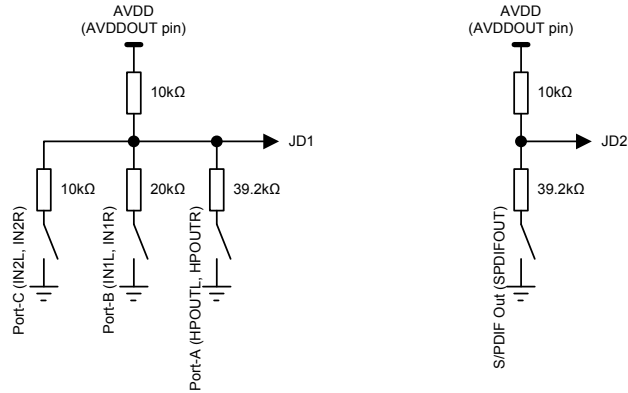 AVDD
(AVDDOUT pin)
10kΩ
JD1
10kΩ
20kΩ
39.2kΩ
Port-C (IN2L, IN2R)
Port-B (IN1L, IN1R)
Port-A (HPOUTL, HPOUTR)
AVDD
(AVDDOUT pin)
10kΩ
JD2
39.2kΩ
S/PDIF Out (SPDIFOUT)